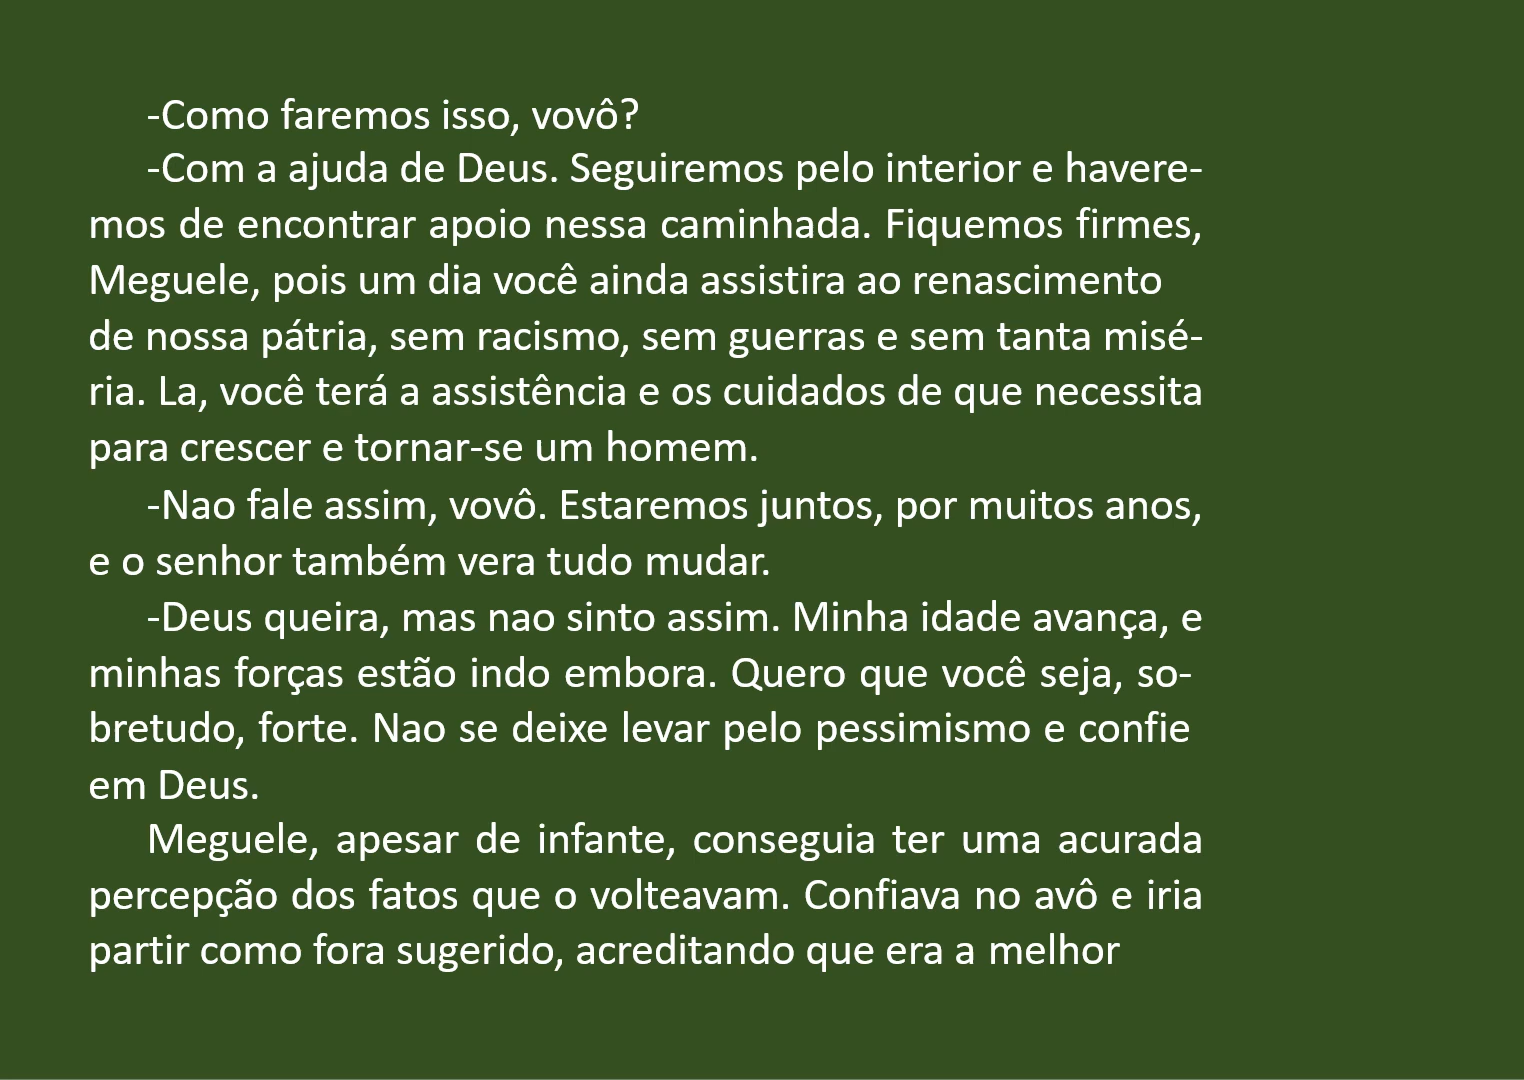 -Como faremos isso, vovô?
-Com a ajuda de Deus. Seguiremos pelo interior e havere-
mos de encontrar apoio nessa caminhada. Fiquemos firmes,
Meguele, pois um dia você ainda assistira ao renascimento
de nossa pátria, sem racismo, sem guerras e sem tanta misé-
ria. La, você terá a assistência e os cuidados de que necessita
para crescer e tornar-se um homem.
-Nao fale assim, vovô. Estaremos juntos, por muitos anos,
e o senhor também vera tudo mudar.
-Deus queira, mas nao sinto assim. Minha idade avança, e
minhas forças estão indo embora. Quero que você seja, so-
bretudo, forte. Nao se deixe levar pelo pessimismo e confie
em Deus.
Meguele, apesar de infante, conseguia ter uma acurada
percepção dos fatos que o volteavam. Confiava no avô e iria
partir como fora sugerido, acreditando que era a melhor